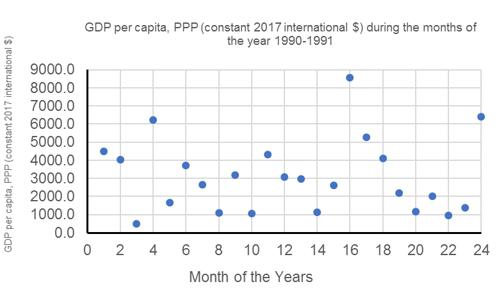 GDP per capita, PPP (constant 2017 international $) during the months of
the year 1990-1991
GDP per capita, PPP (constant 2017 international $)
9000.0
8000.0
7000.0
6000.0
5000.0
4000.0
3000.0
2000.0
1000.0
0.0
0 2 4 6 8 10 12 14 16 18 20 22 24
Month of the Years